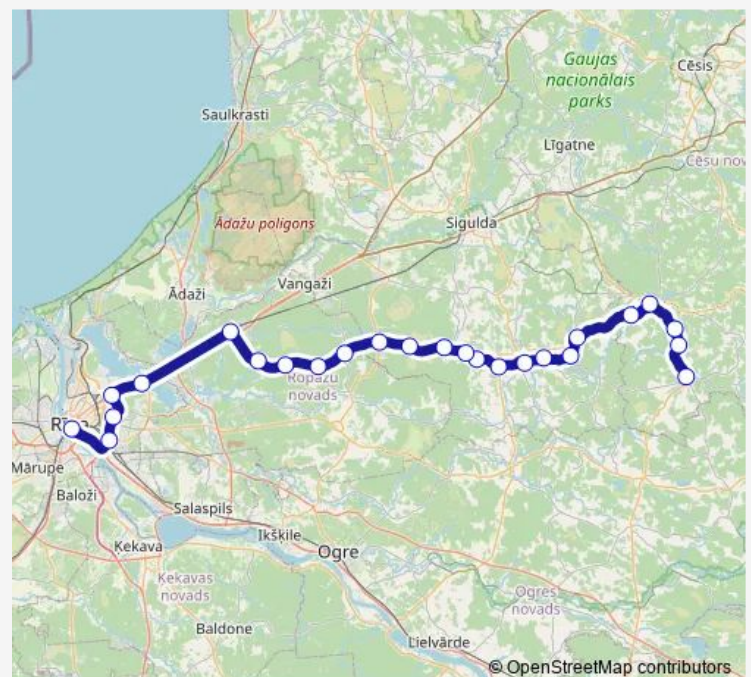 Gaujas
nacionālais
parks
Cēsis
Saulkrasti
Līgatne
Cēsu nov
Ādažu poligons
Sigulda
Vangaži
Ādaži
Ropažu
novads
Mārupe
Baloži
Salaspils
Ķekava
Ikšķile
Ogre
Ķekavas
novads
Ogres
novads
Baldone
Lielvārde
© OpenStreetMap contributors